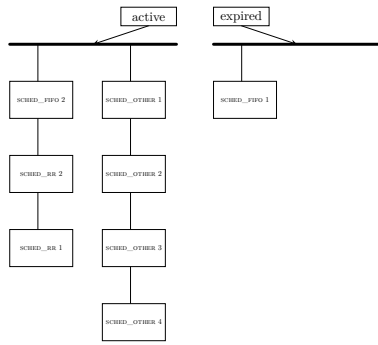 active expired
SCHED_FIFO 2 SCHED_OTHER 1 SCHED_FIFO 1
SCHED_RR 2 SCHED_OTHER 2
SCHED_RR 1 SCHED_OTHER 3
SCHED_OTHER 4